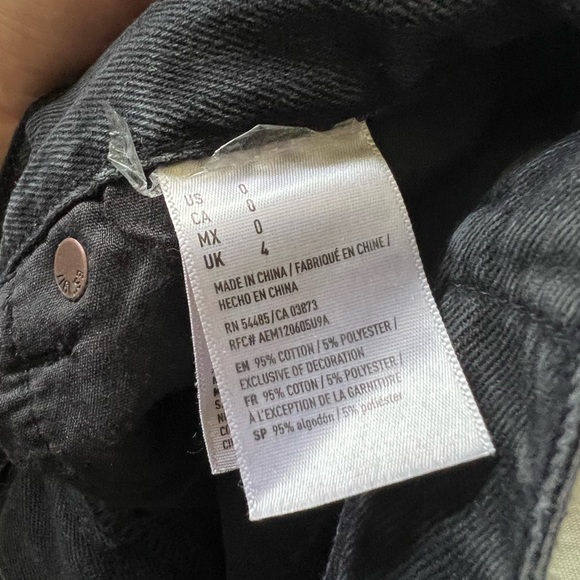 US 0
CA 0
MX 0
UK 4
MADE IN CHINA / FABRIQUÉ EN CHINE /
HECHO EN CHINA
RN 54485/CA 03873
RFC# AEM120605U9A
EN 95% COTTON / 5% POLYESTER /
EXCLUSIVE OF DECORATION
FR 95% COTON / 5% POLYESTER /
À L'EXCEPTION DE LA GARNITURE
SP 95% algodón / 5% poliéster